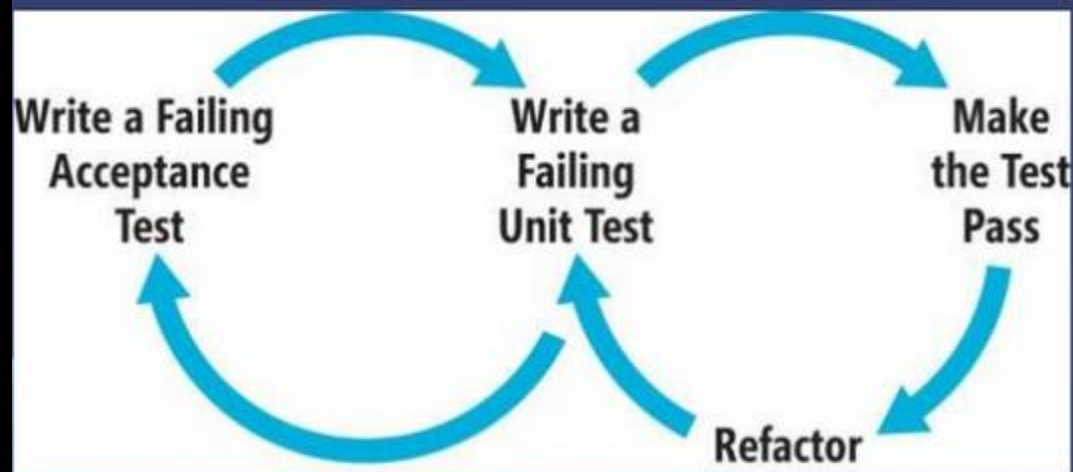 Write a Failing
Acceptance
Test
Write a
Failing
Unit Test
Make
the Test
Pass
Refactor